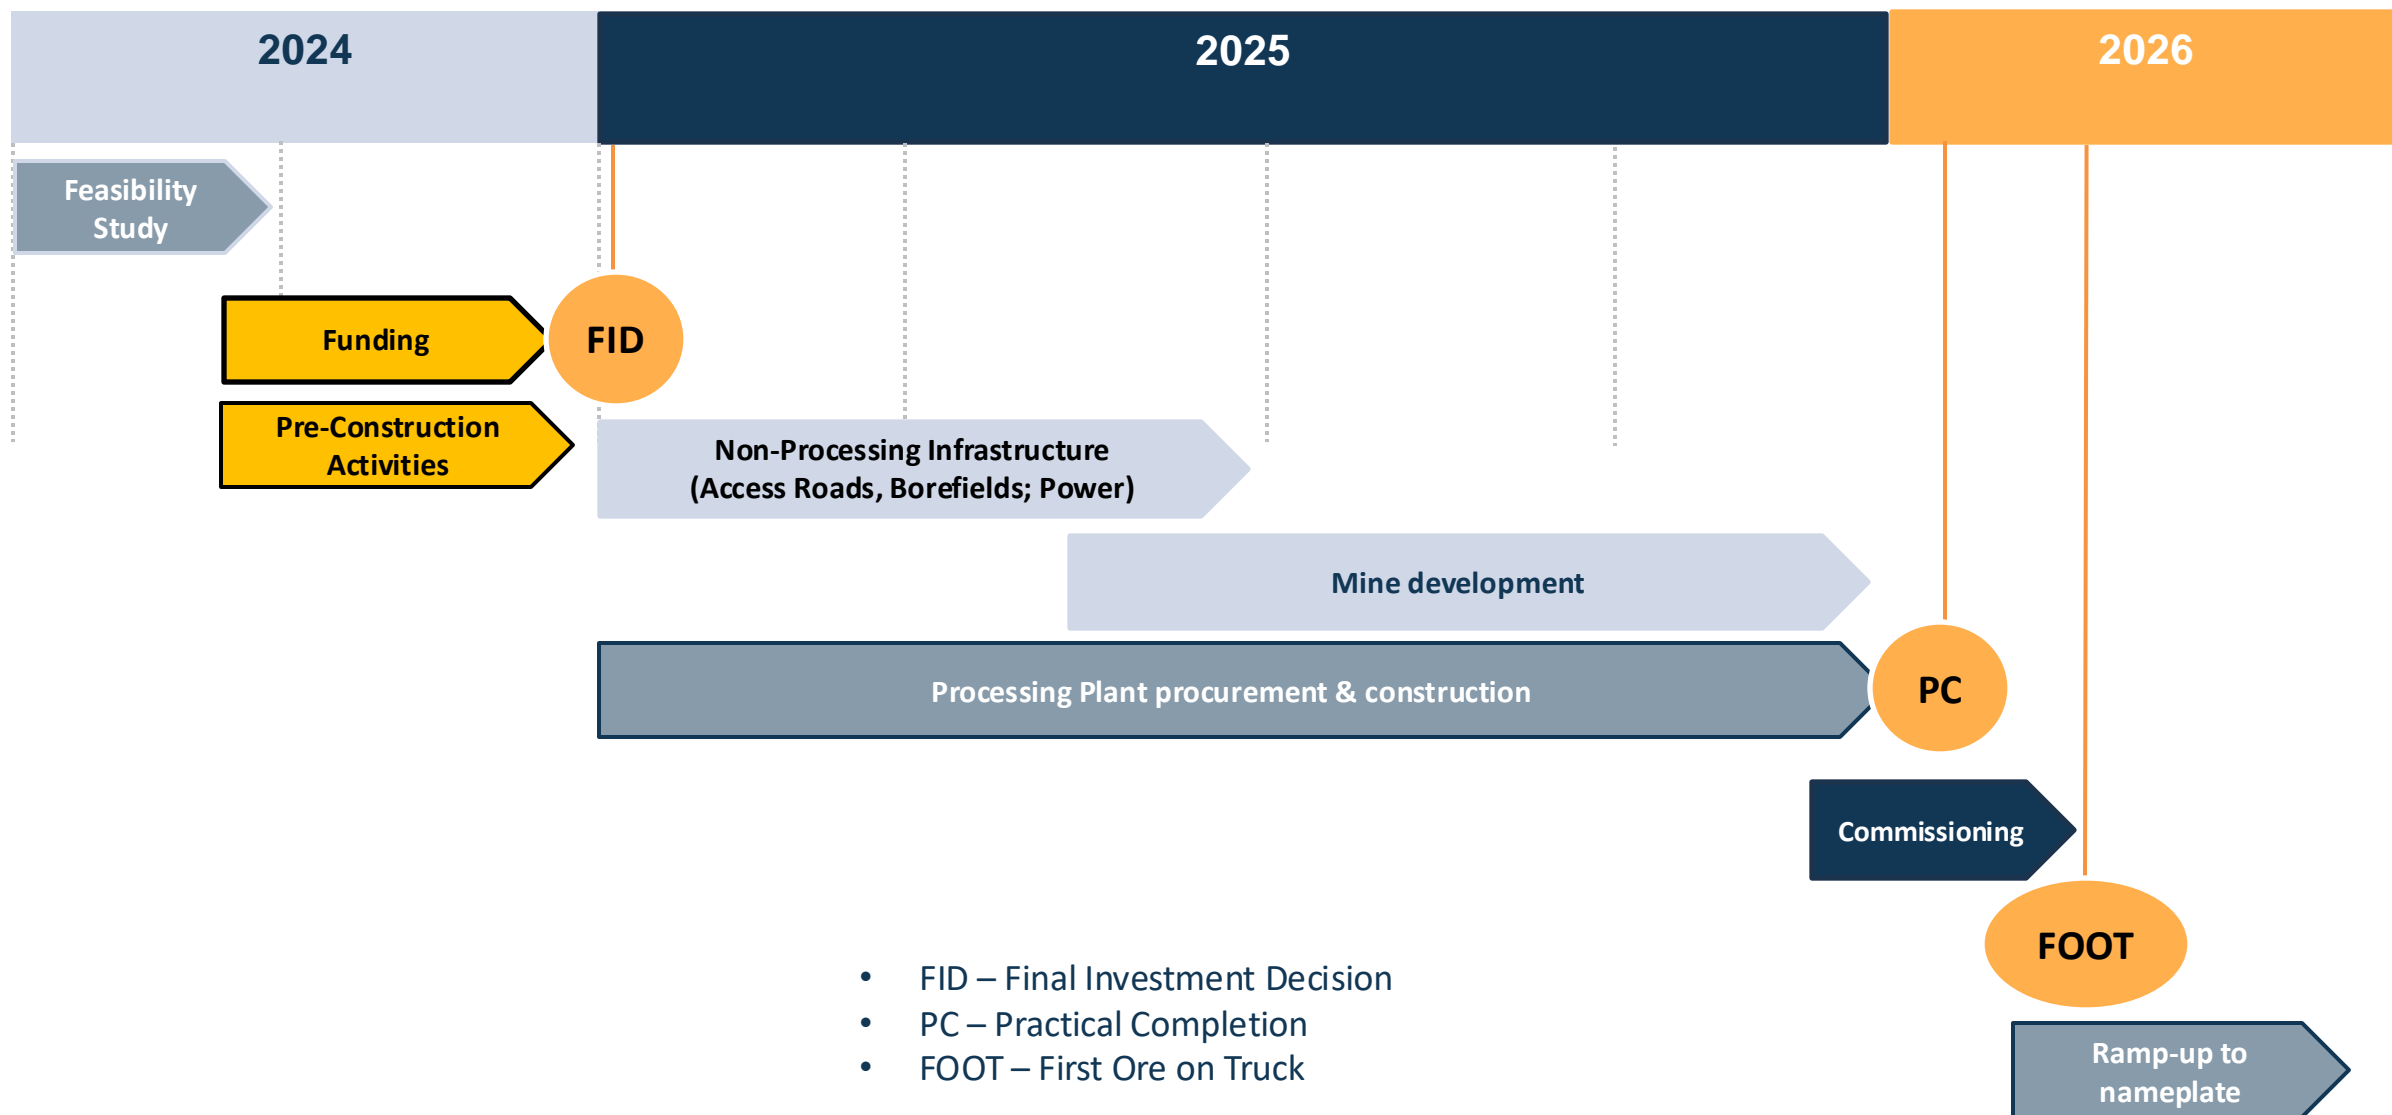 2024
2025
2026
Feasibility
Study
Funding
FID
Pre-Construction
Activities
Non-Processing Infrastructure
(Access Roads, Borefields; Power)
Mine development
Processing Plant procurement & construction
PC
Commissioning
FOOT
• FID – Final Investment Decision
• PC – Practical Completion
• FOOT – First Ore on Truck
Ramp-up to
nameplate